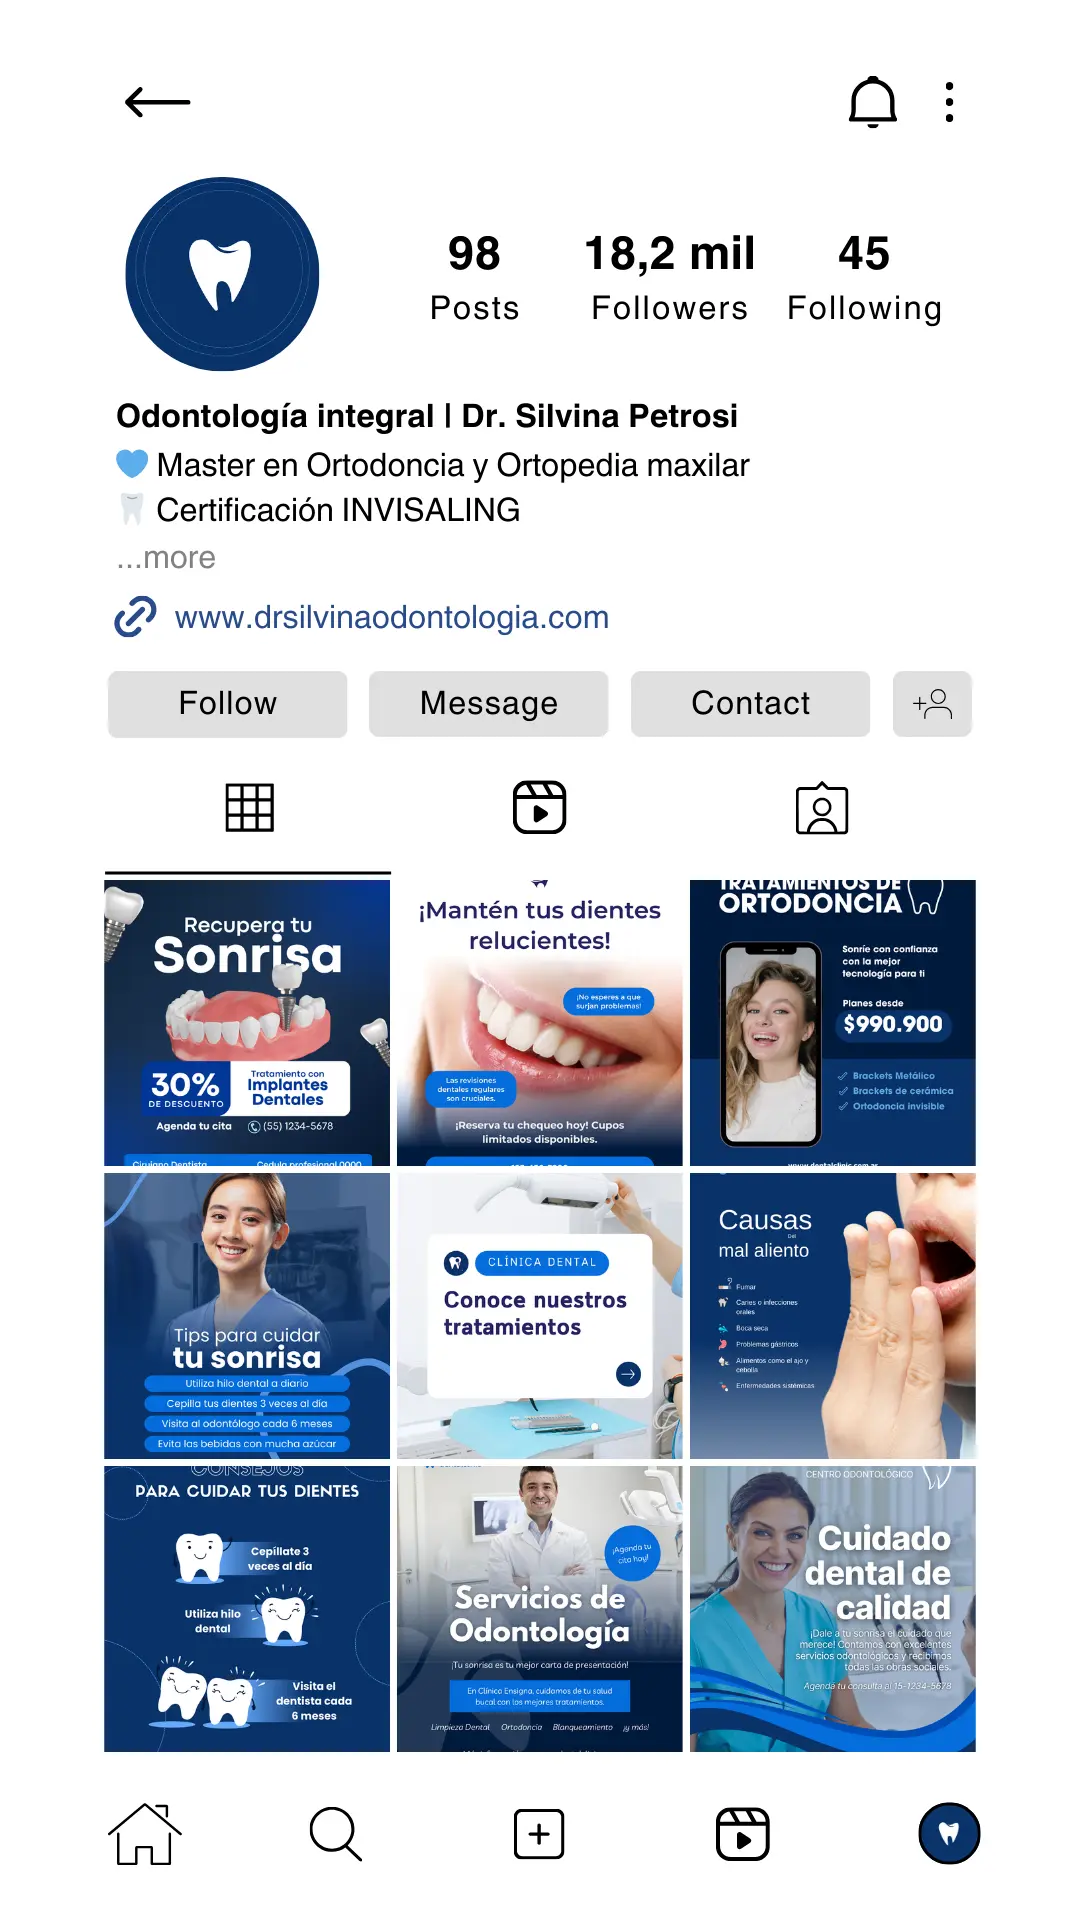 98
18,2 mil
45
Posts
Followers
Following
Odontología integral | Dr. Silvina Petrosi
Master en Ortodoncia y Ortopedia maxilar
Certificación INVISALING
...more
www.drsilvinaodontologia.com
Follow
Message
Contact
Recupera tu
Sonrisa
30%
DE DESCUENTO
Tratamiento con
Implantes
Dentales
Agenda tu cita
(55) 1234-5678
Cirujano Dentista
Cedula profesional 0000
¡Mantén tus dientes
relucientes!
¡No esperes a que
surjan problemas!
Las revisiones
dentales regulares
son cruciales.
¡Reserva tu chequeo hoy! Cupos
limitados disponibles.
TRATAMIENTOS DE
ORTODONCIA
Sonríe con confianza
con la mejor
tecnología para ti
Planes desde
$990.900
Brackets Metálico
Brackets de cerámica
Ortodoncia invisible
www.dentalclinic.com.ar
Tips para cuidar
tu sonrisa
Utiliza hilo dental a diario
Cepilla tus dientes 3 veces al día
Visita al odontólogo cada 6 meses
Evita las bebidas con mucha azúcar
CLÍNICA DENTAL
Conoce nuestros
tratamientos
Causas
Del
mal aliento
Fumar
Caries o infecciones
orales
Boca seca
Problemas gástricos
Alimentos como el ajo y
cebolla
Enfermedades sistémicas
CONSEJOS
PARA CUIDAR TUS DIENTES
Cepíllate 3
veces al día
Utiliza hilo
dental
Visita el
dentista cada
6 meses
¡Agenda tu
cita hoy!
Servicios de
Odontología
¡Tu sonrisa es tu mejor carta de presentación!
En Clínica Ensigna, cuidamos de tu salud
bucal con los mejores tratamientos.
Limpieza Dental
Ortodoncia
Blanqueamiento
¡y más!
CENTRO ODONTOLÓGICO
Cuidado
dental de
calidad
¡Dale a tu sonrisa el cuidado que
merece! Contamos con excelentes
servicios odontológicos y recibimos
todas las obras sociales.
Agenda tu consulta al 15-1234-5678